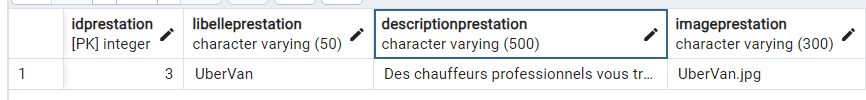 idprestation libelleprestation descriptionprestation imageprestation
[PK] integer character varying (50) character varying (500) character varying (300)
1 3 UberVan Des chauffeurs professionnels vous tr... UberVan.jpg